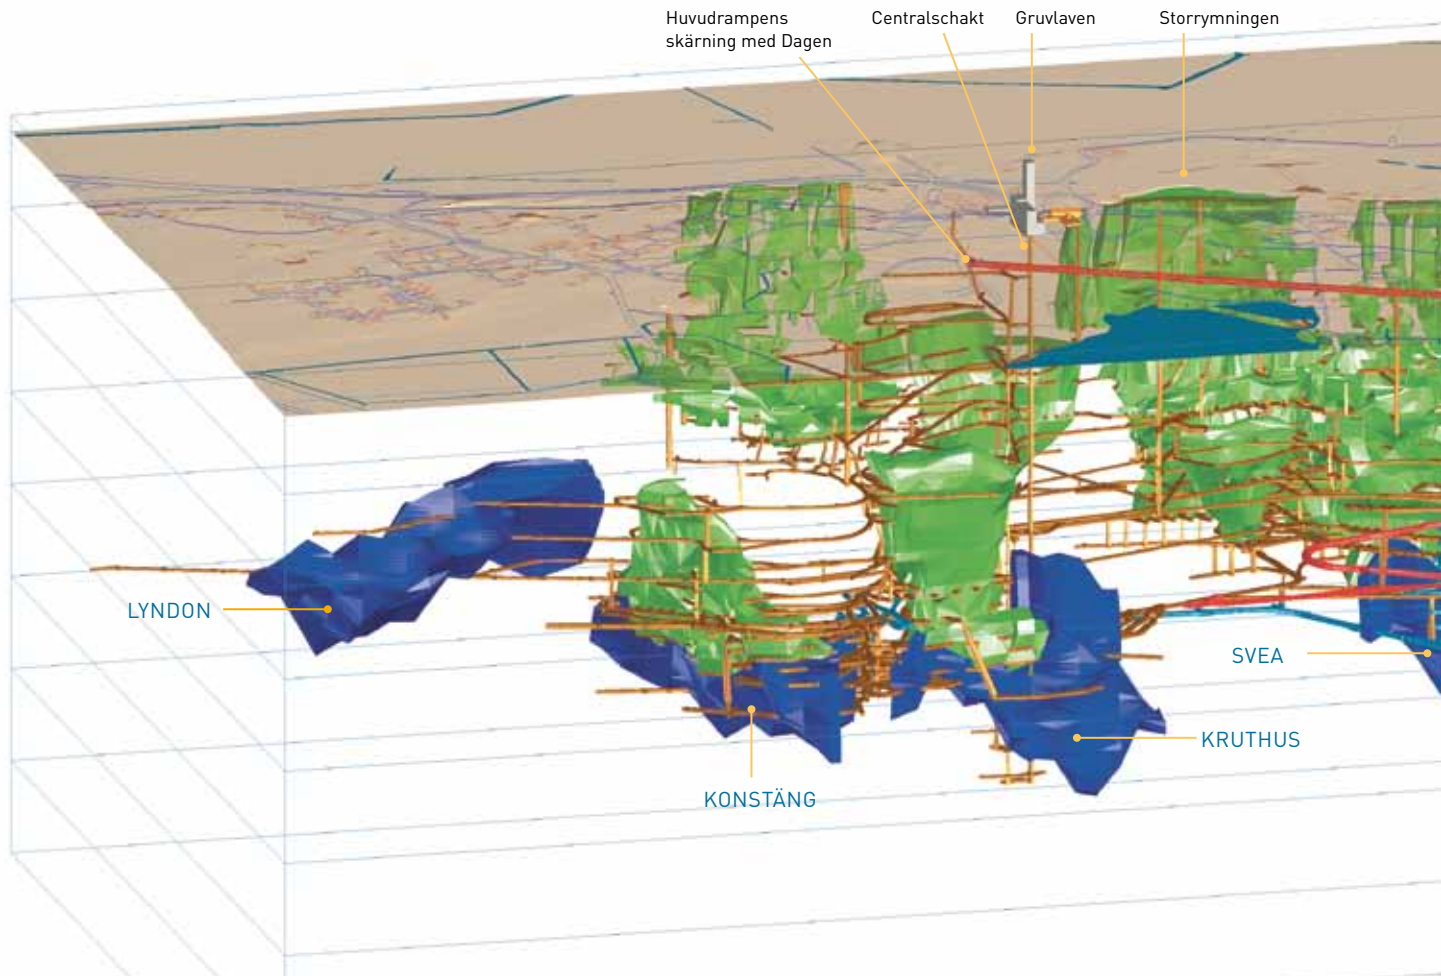 Huvudrampens
skärning med Dagen
Centralschakt
Gruvlaven
Storrymningen
LYNDON
SVEA
KRUTHUS
KONSTÄNG